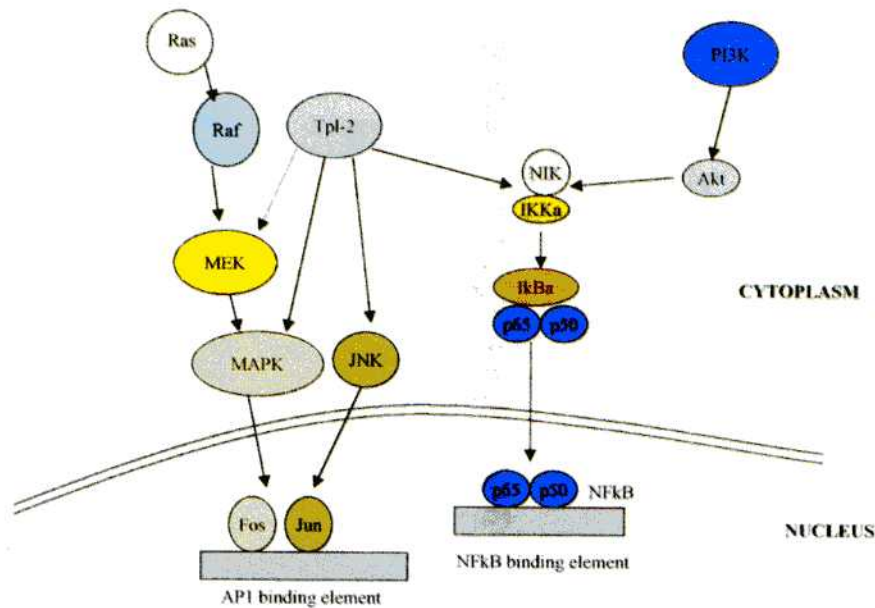 Ras
PI3K
Raf
Tpl-2
NIK
Akt
IKKa
MEK
IkBa
CYTOPLASM
p65 p50
MAPK
JNK
p65 p50 NFkB
Fos Jun
NUCLEUS
NFkB binding element
AP1 binding element